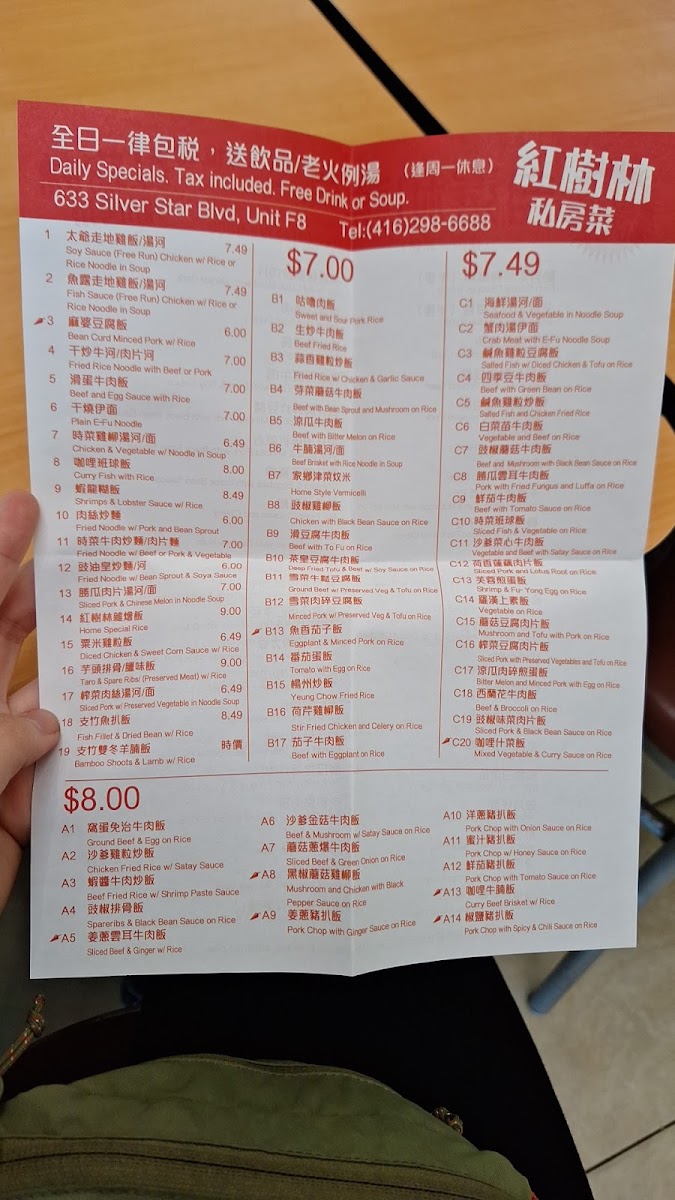 全日一律包税，送飲品/老火例湯 （逢周一休息）
Daily Specials. Tax included. Free Drink or Soup.
633 Silver Star Blvd, Unit F8 Tel:(416)298-6688
紅樹林
私房菜
1 太爺走地雞飯/湯河 7.49
Soy Sauce (Free Run) Chicken w/ Rice or
Rice Noodle in Soup
2 魚露走地雞飯/湯河 7.49
Fish Sauce (Free Run) Chicken w/ Rice or
Rice Noodle in Soup
3 麻婆豆腐飯 6.00
Bean Curd Minced Pork w/ Rice
4 干炒牛河/肉片河 7.00
Fried Rice Noodle with Beef or Pork
5 滑蛋牛肉飯 7.00
Beef and Egg Sauce with Rice
6 干燒伊面 7.00
Plain E-Fu Noodle
7 時菜雞柳湯河/面 6.49
Chicken & Vegetable w/ Noodle in Soup
8 咖哩班球飯 8.00
Curry Fish with Rice
9 蝦龍糊飯 8.49
Shrimps & Lobster Sauce w/ Rice
10 肉絲炒麵 6.00
Fried Noodle w/ Pork and Bean Sprout
11 時菜牛肉炒麵/肉片麵 7.00
Fried Noodle w/ Beef or Pork & Vegetable
12 豉油皇炒麵/河 6.00
Fried Noodle w/ Bean Sprout & Soya Sauce
13 勝瓜肉片湯河/面 7.00
Sliced Pork & Chinese Melon in Noodle Soup
14 紅樹林雜燴飯 9.00
Home Special Rice
15 粟米雞粒飯 6.49
Diced Chicken & Sweet Corn Sauce w/ Rice
16 芋頭排骨/臘味飯 9.00
Taro & Spare Ribs/ (Preserved Meat) w/ Rice
17 榨菜肉絲湯河/面 6.49
Sliced Pork w/ Preserved Vegetable in Noodle Soup
18 支竹魚扒飯 8.49
Fish Fillet & Dried Bean w/ Rice
19 支竹雙冬羊腩飯 時價
Bamboo Shoots & Lamb w/ Rice
$7.00
B1 咕嚕肉飯
Sweet and Sour Pork Rice
B2 生炒牛肉飯
Beef Fried Rice
B3 蒜香雞粒炒飯
Fried Rice w/ Chicken & Garlic Sauce
B4 芽菜蘑菇牛肉飯
Beef with Bean Sprout and Mushroom on Rice
B5 涼瓜牛肉飯
Beef with Bitter Melon on Rice
B6 牛腩湯河/面
Beef Brisket with Rice Noodle in Soup
B7 家鄉津菜炆米
Home Style Vermicelli
B8 豉椒雞柳飯
Chicken with Black Bean Sauce on Rice
B9 滑豆腐牛肉飯
Beef with To Fu on Rice
B10 茶皇豆腐牛肉飯
Deep Fried Tofu & Beef w/ Soy Sauce on Rice
B11 雪菜牛鬆豆腐飯
Ground Beef w/ Preserved Veg & Tofu on Rice
B12 雪菜肉碎豆腐飯
Minced Pork w/ Preserved Veg & Tofu on Rice
B13 魚香茄子飯
Eggplant & Minced Pork on Rice
B14 番茄蛋飯
Tomato with Egg on Rice
B15 楊州炒飯
Yeung Chow Fried Rice
B16 荷芹雞柳飯
Stir Fried Chicken and Celery on Rice
B17 茄子牛肉飯
Beef with Eggplant on Rice
$7.49
C1 海鮮湯河/面
Seafood & Vegetable in Noodle Soup
C2 蟹肉湯伊面
Crab Meat with E-Fu Noodle Soup
C3 鹹魚雞粒豆腐飯
Salted Fish w/ Diced Chicken & Tofu on Rice
C4 四季豆牛肉飯
Beef with Green Bean on Rice
C5 鹹魚雞粒炒飯
Salted Fish and Chicken Fried Rice
C6 白菜苗牛肉飯
Vegetable and Beef on Rice
C7 豉椒蘑菇牛肉飯
Beef and Mushroom with Black Bean Sauce on Rice
C8 勝瓜雲耳牛肉飯
Pork with Fried Fungus and Luffa on Rice
C9 鮮茄牛肉飯
Beef with Tomato Sauce on Rice
C10 時菜班球飯
Sliced Fish & Vegetable on Rice
C11 沙爹菜心牛肉飯
Vegetable and Beef with Satay Sauce on Rice
C12 荷香蓮藕肉片飯
Sliced Pork and Lotus Root on Rice
C13 芙蓉煎蛋飯
Shrimp & Fu-Yong Egg on Rice
C14 羅漢上素飯
Vegetable on Rice
C15 蘑菇豆腐肉片飯
Mushroom and Tofu with Pork on Rice
C16 榨菜豆腐肉片飯
Sliced Pork with Preserved Vegetables and Tofu on Rice
C17 涼瓜肉碎煎蛋飯
Bitter Melon and Minced Pork with Egg on Rice
C18 西蘭花牛肉飯
Beef & Broccoli on Rice
C19 豉椒味菜肉片飯
Sliced Pork & Black Bean Sauce on Rice
C20 咖哩什菜飯
Mixed Vegetable & Curry Sauce on Rice
$8.00
A1 窩蛋免治牛肉飯
Ground Beef & Egg on Rice
A2 沙爹雞粒炒飯
Chicken Fried Rice w/ Satay Sauce
A3 蝦醬牛肉炒飯
Beef Fried Rice w/ Shrimp Paste Sauce
A4 豉椒排骨飯
Spareribs & Black Bean Sauce on Rice
A5 姜蔥雲耳牛肉飯
Sliced Beef & Ginger w/ Rice
A6 沙爹金菇牛肉飯
Beef & Mushroom w/ Satay Sauce on Rice
A7 蘑菇蔥爆牛肉飯
Sliced Beef & Green Onion on Rice
A8 黑椒蘑菇雞柳飯
Mushroom and Chicken with Black
Pepper Sauce on Rice
A9 姜蔥豬扒飯
Pork Chop with Ginger Sauce on Rice
A10 洋蔥豬扒飯
Pork Chop with Onion Sauce on Rice
A11 蜜汁豬扒飯
Pork Chop w/ Honey Sauce on Rice
A12 鮮茄豬扒飯
Pork Chop with Tomato Sauce on Rice
A13 咖哩牛腩飯
Curry Beef Brisket w/ Rice
A14 椒鹽豬扒飯
Pork Chop with Spicy & Chili Sauce on Rice